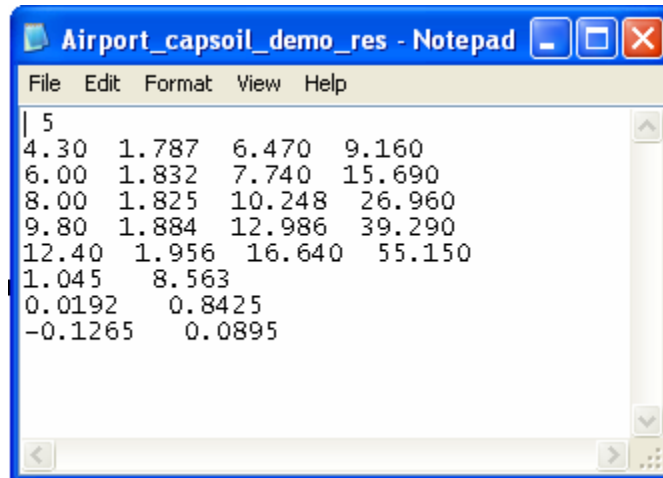 Airport_capsoil_demo_res - Notepad
File Edit Format View Help
5
4.30 1.787 6.470 9.160
6.00 1.832 7.740 15.690
8.00 1.825 10.248 26.960
9.80 1.884 12.986 39.290
12.40 1.956 16.640 55.150
1.045 8.563
0.0192 0.8425
-0.1265 0.0895